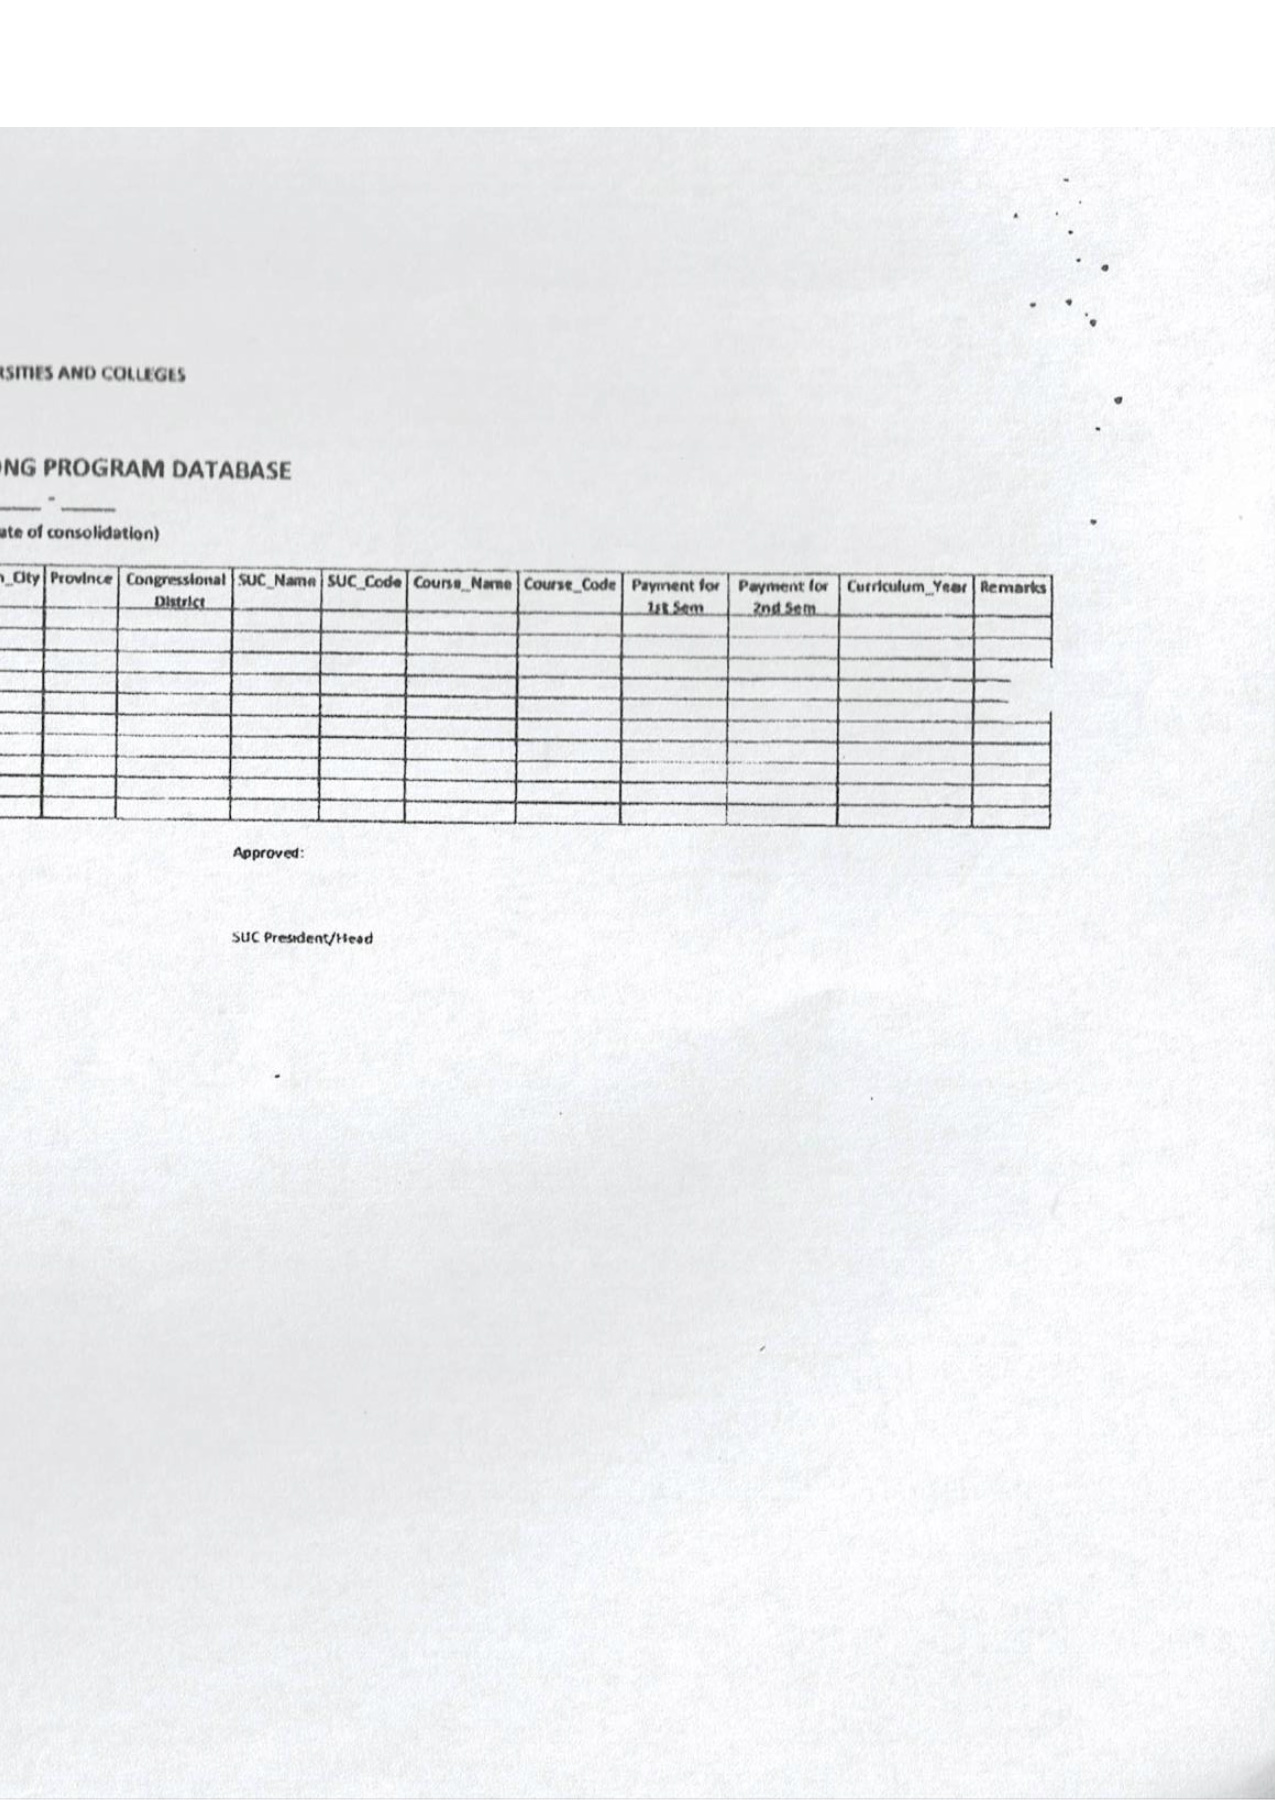 RSITIES AND COLLEGES
ONG PROGRAM DATABASE
_____ - _____
ate of consolidation)
n_City Province Congressional District SUC_Name SUC_Code Course_Name Course_Code Payment for 1st Sem Payment for 2nd Sem Curriculum_Year Remarks
Approved:
SUC President/Head